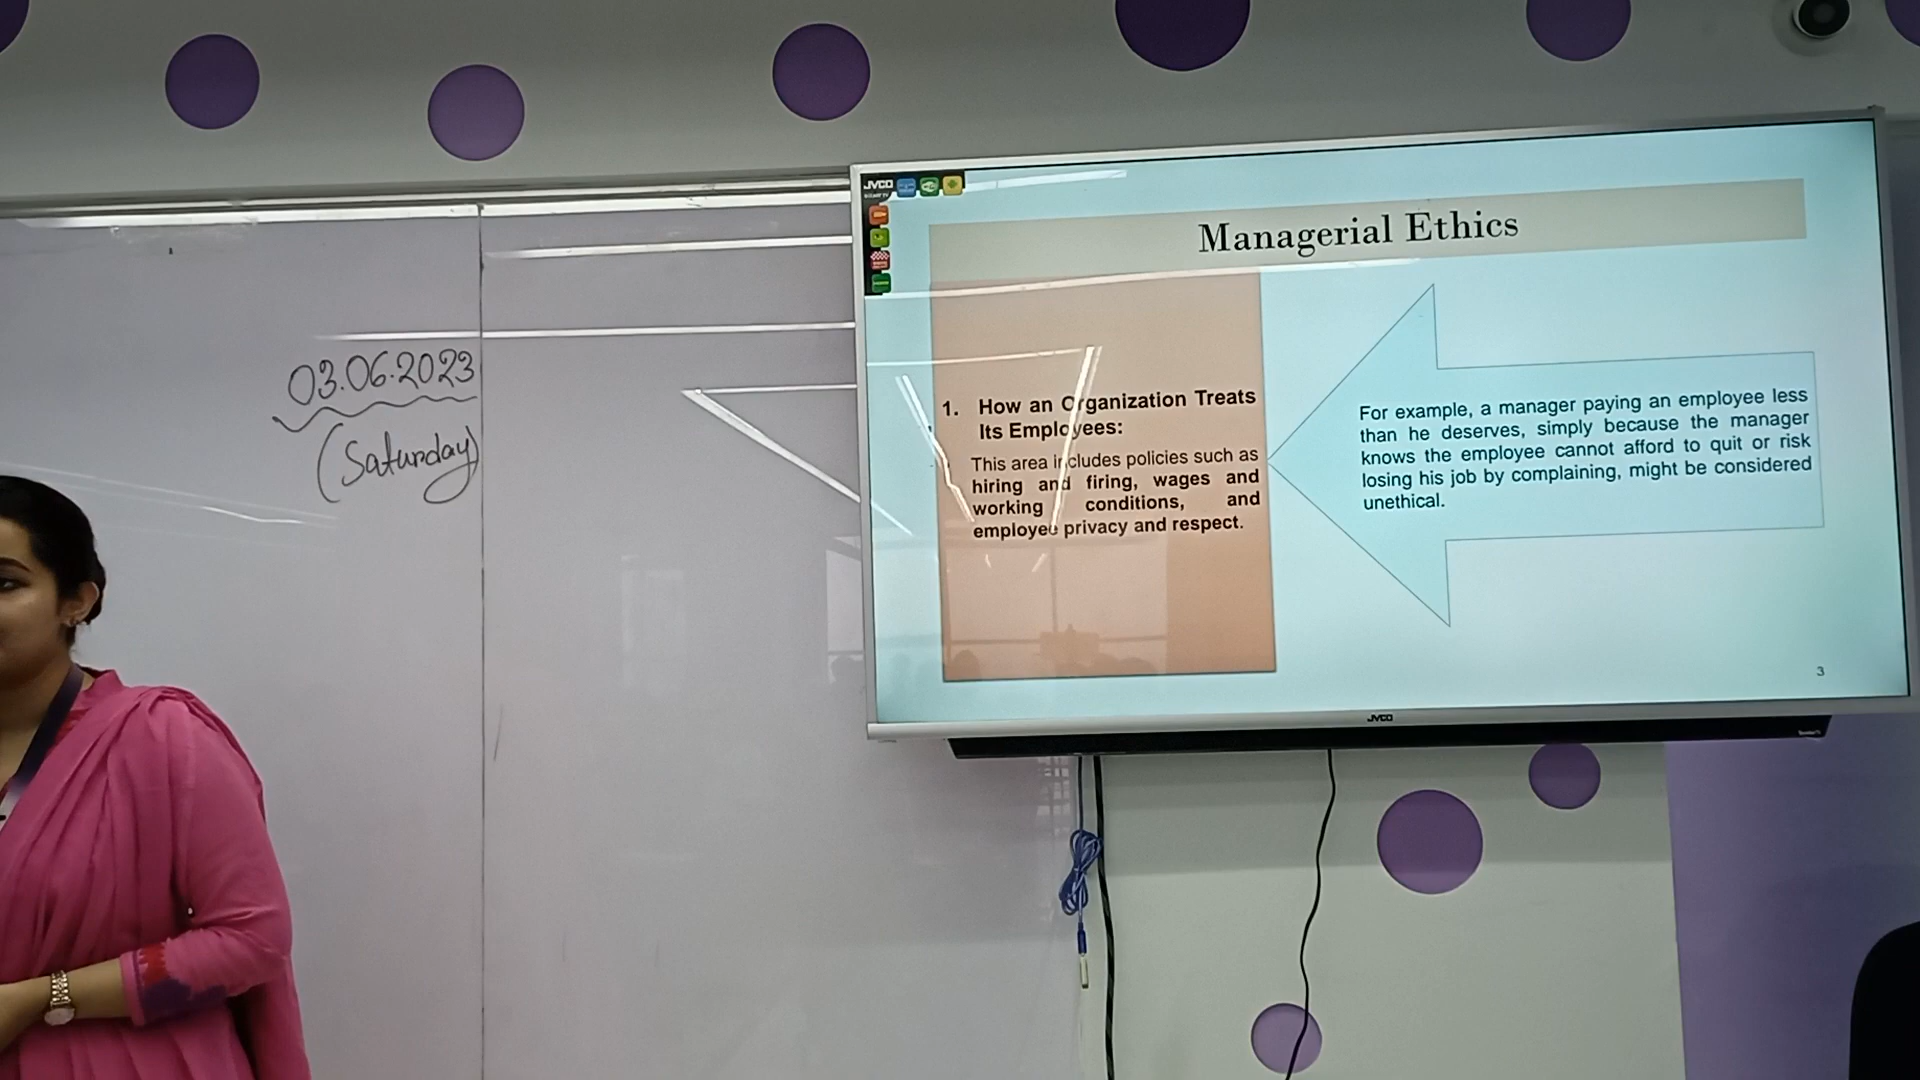 03.06.2023
(Saturday)
JVCO
Managerial Ethics
1. How an Organization Treats
Its Employees:
This area includes policies such as
hiring and firing, wages and
working conditions, and
employee privacy and respect.
For example, a manager paying an employee less
than he deserves, simply because the manager
knows the employee cannot afford to quit or risk
losing his job by complaining, might be considered
unethical.
3
JVCO